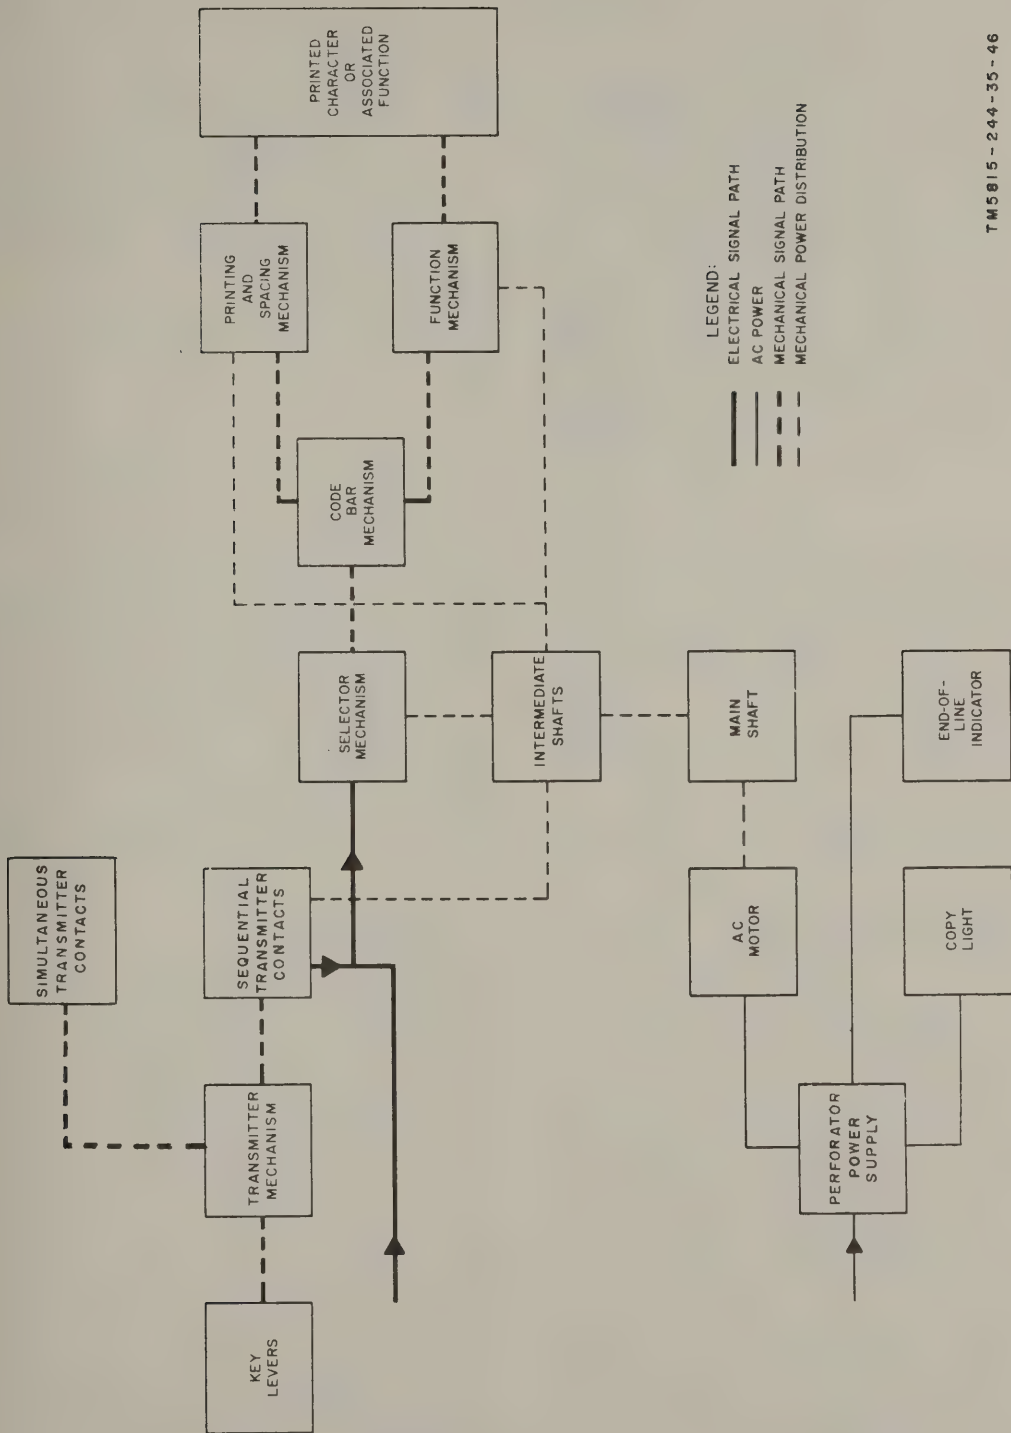 KEY
LEVERS
TRANSMITTER
MECHANISM
SIMULTANEOUS
TRANSMITTER
CONTACTS
SEQUENTIAL
TRANSMITTER
CONTACTS
SELECTOR
MECHANISM
CODE
BAR
MECHANISM
PRINTING
AND
SPACING
MECHANISM
FUNCTION
MECHANISM
PRINTED
CHARACTER
OR
ASSOCIATED
FUNCTION
INTERMEDIATE
SHAFTS
MAIN
SHAFT
AC
MOTOR
PERFORATOR
POWER
SUPPLY
COPY
LIGHT
END-OF-
LINE
INDICATOR
LEGEND:
ELECTRICAL SIGNAL PATH
AC POWER
MECHANICAL SIGNAL PATH
MECHANICAL POWER DISTRIBUTION
TM5815-244-35-46